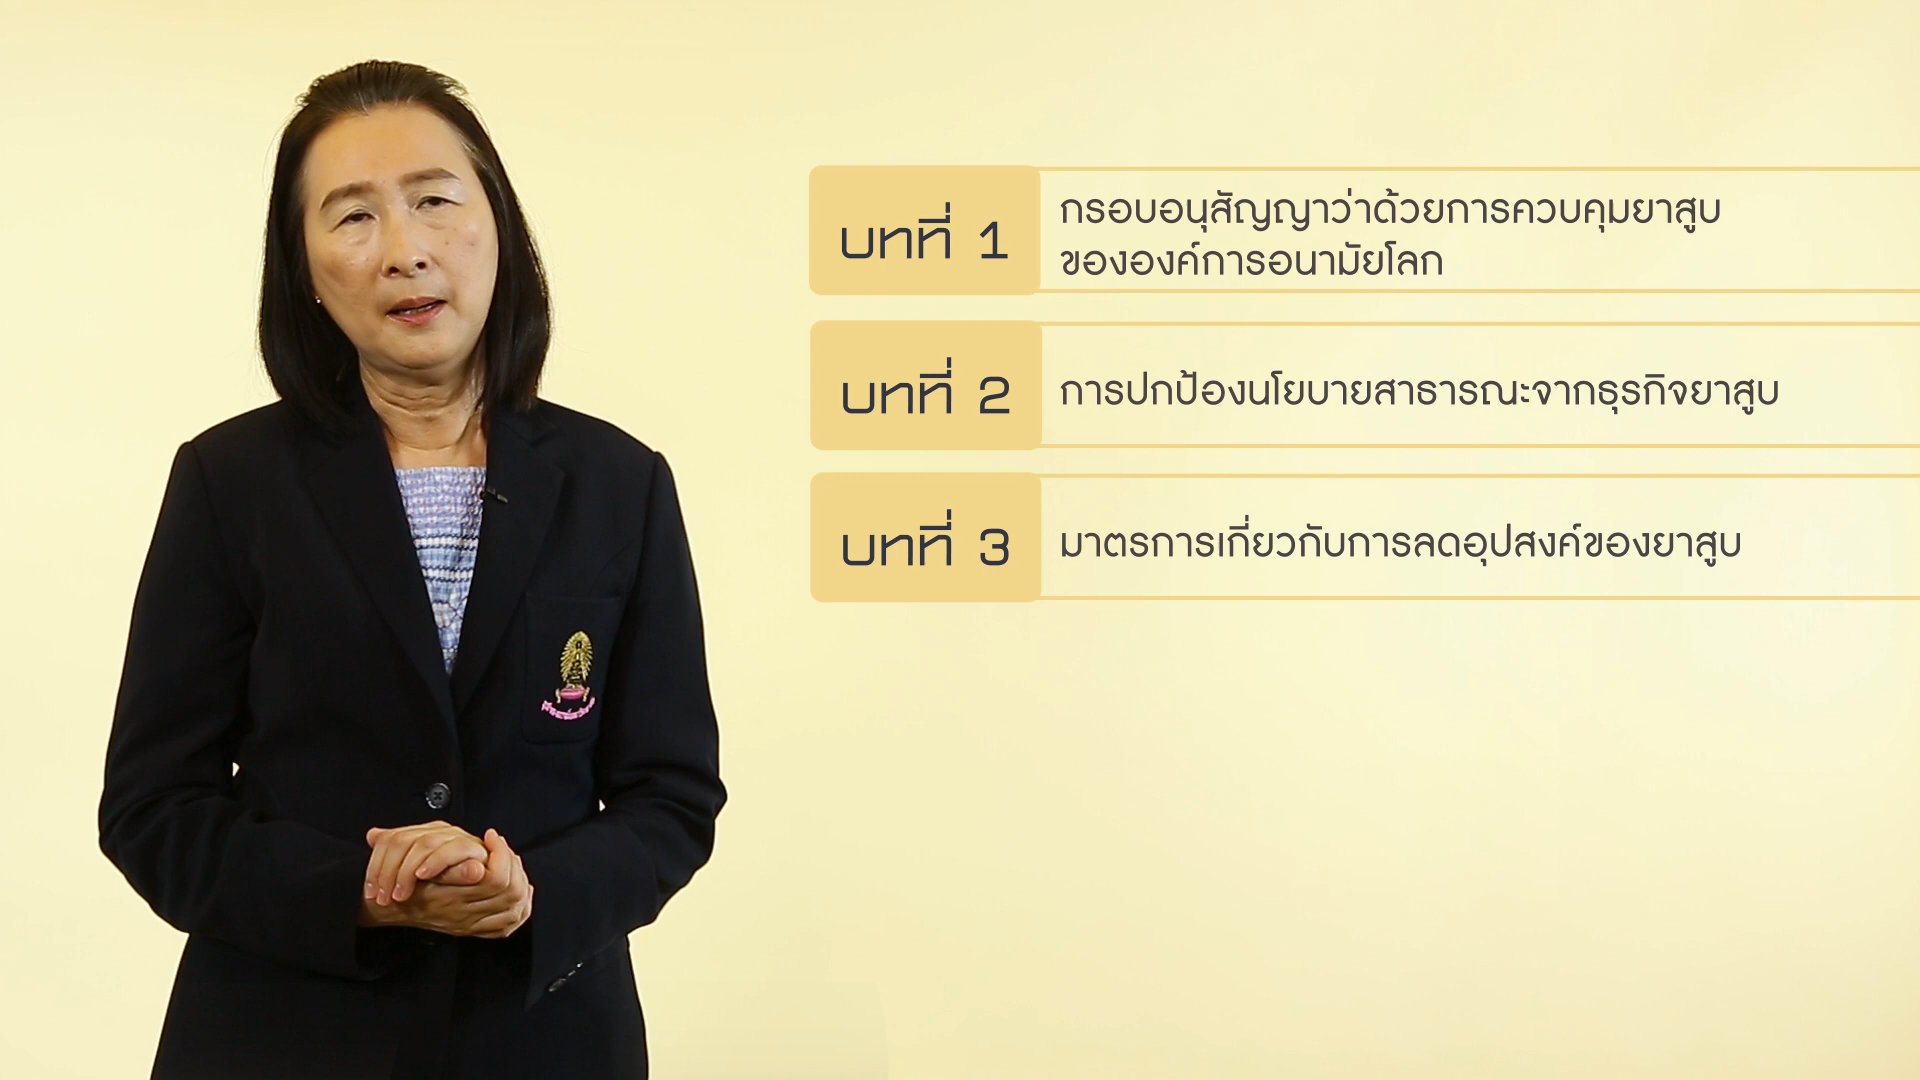 บทที่ 1
กรอบอนุสัญญาว่าด้วยการควบคุมยาสูบ
ขององค์การอนามัยโลก
บทที่ 2
การปกป้องนโยบายสาธารณะจากธุรกิจยาสูบ
บทที่ 3
มาตรการเกี่ยวกับการลดอุปสงค์ของยาสูบ